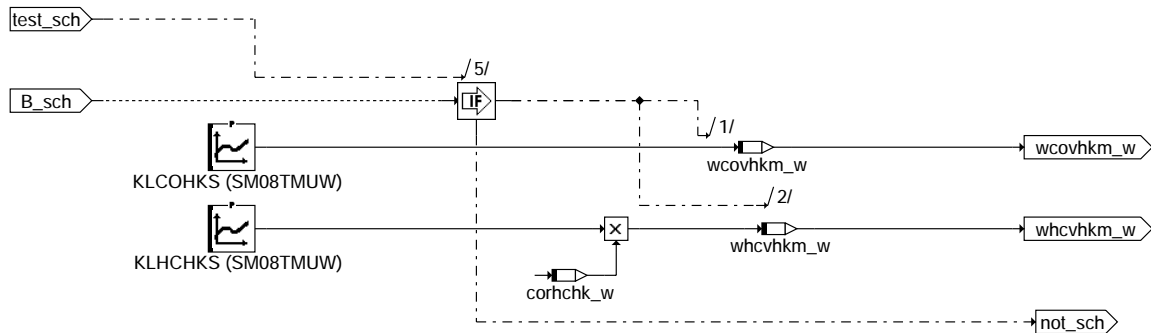 test_sch
/ 5/
B_sch
IF
/ 1/
P
wcovhkm_w
wcovhkm_w
KLCOHKS (SM08TMUW)
/ 2/
P
whcvhkm_w
whcvhkm_w
KLHCHKS (SM08TMUW)
corhchk_w
not_sch